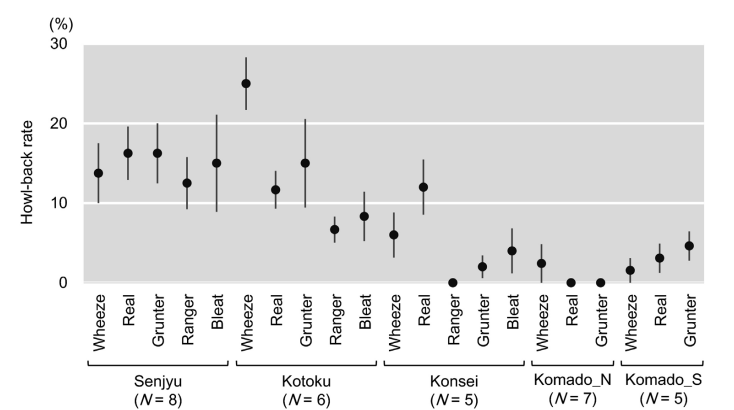 (%)
30
20
10
0
Howl-back rate
Wheeze
Real
Grunter
Ranger
Bleat
Wheeze
Real
Grunter
Ranger
Bleat
Wheeze
Real
Ranger
Grunter
Bleat
Wheeze
Real
Grunter
Wheeze
Real
Grunter
Senjyu
(N = 8)
Kotoku
(N = 6)
Konsei
(N = 5)
Komado_N
(N = 7)
Komado_S
(N = 5)